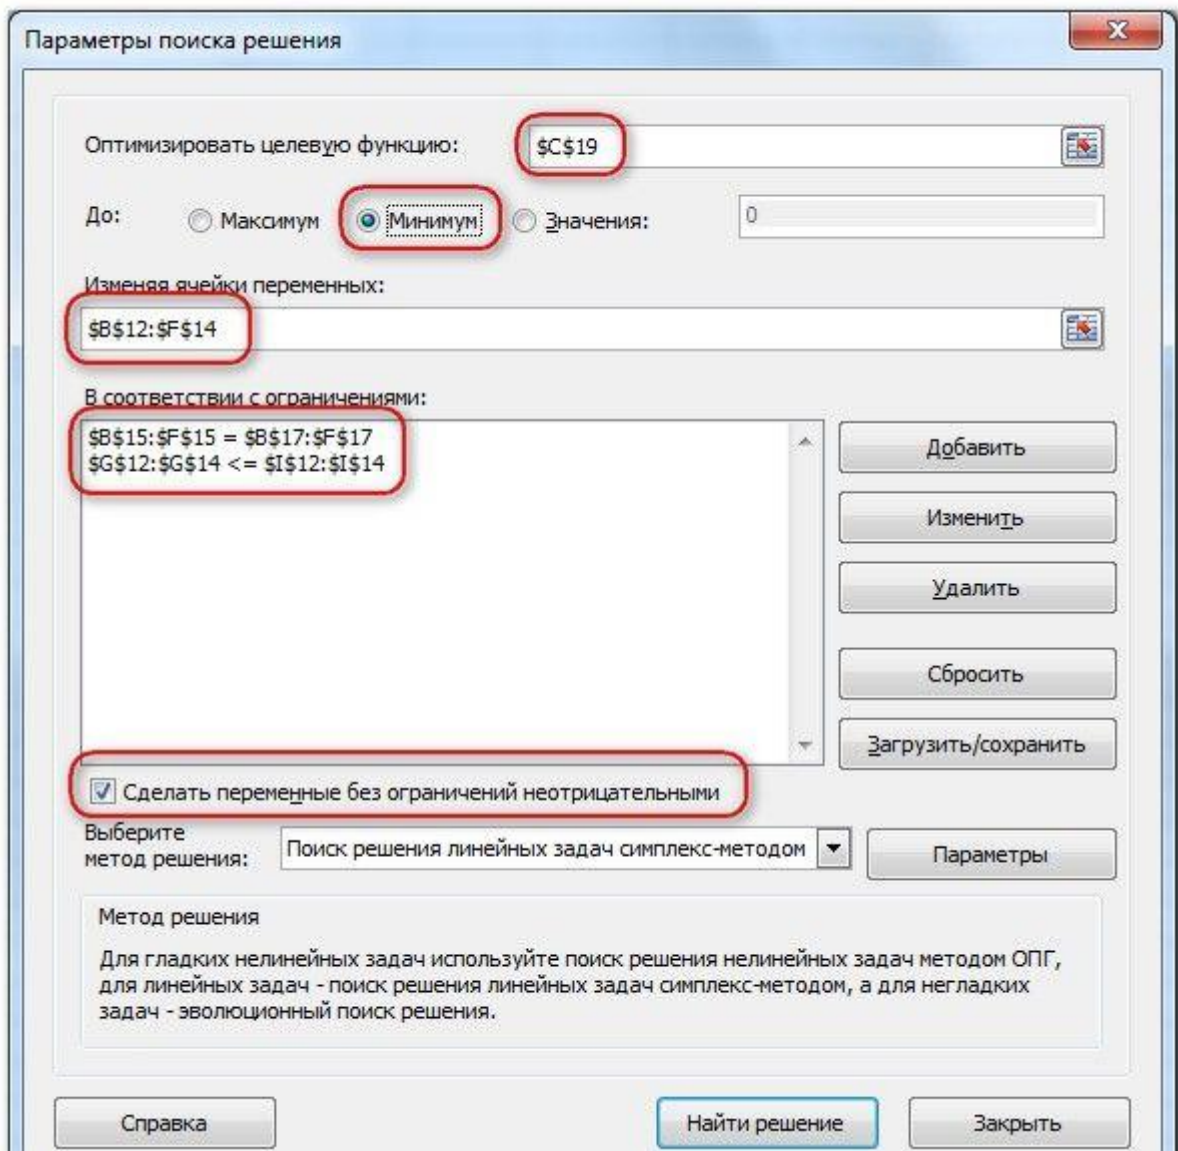 Параметры поиска решения
Оптимизировать целевую функцию: $C$19
До: Максимум Минимум Значения: 0
Изменяя ячейки переменных:
$B$12:$F$14
В соответствии с ограничениями:
$B$15:$F$15 = $B$17:$F$17
$G$12:$G$14 <= $I$12:$I$14
Добавить
Изменить
Удалить
Сбросить
Загрузить/сохранить
Сделать переменные без ограничений неотрицательными
Выберите
метод решения:
Поиск решения линейных задач симплекс-методом
Параметры
Метод решения
Для гладких нелинейных задач используйте поиск решения нелинейных задач методом ОПГ,
для линейных задач - поиск решения линейных задач симплекс-методом, а для негладких
задач - эволюционный поиск решения.
Справка Найти решение Закрыть